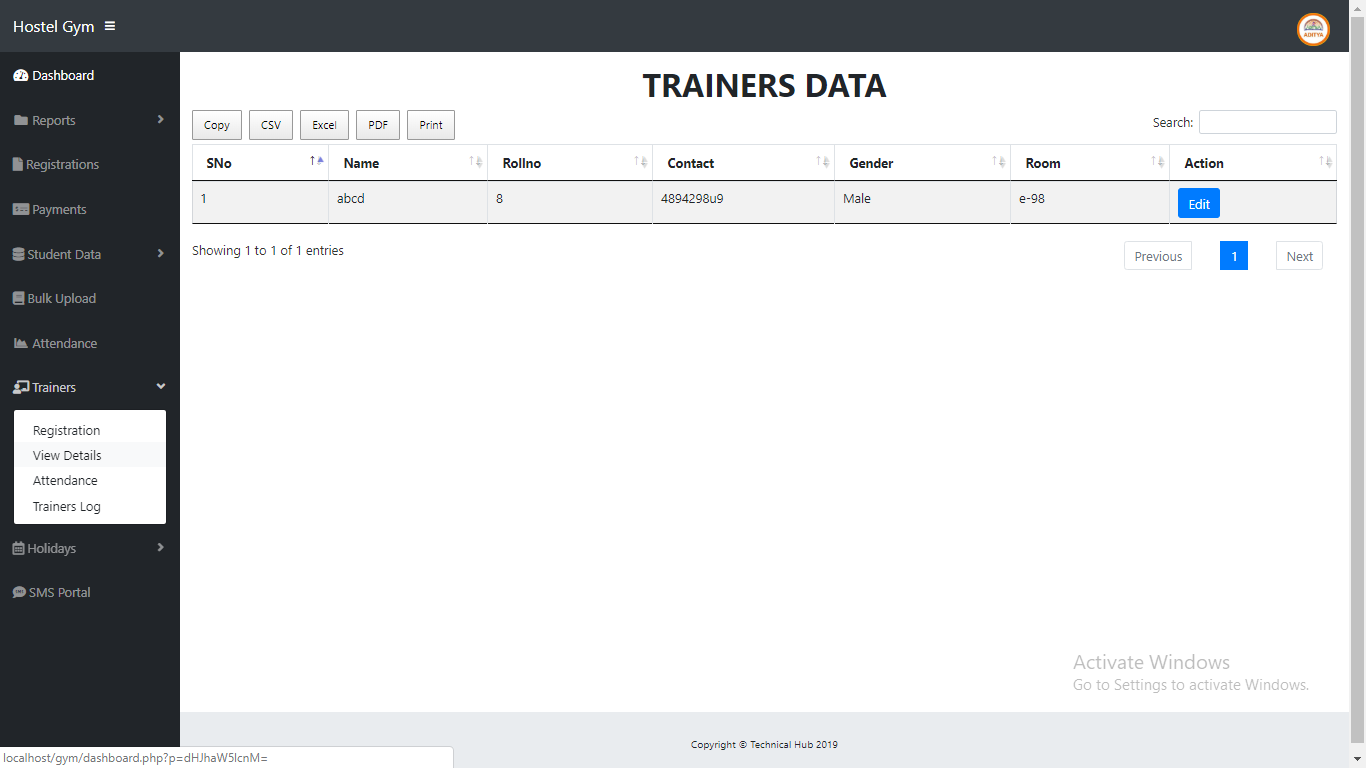 Hostel Gym
ADITYA
Dashboard
Reports
Registrations
Payments
Student Data
Bulk Upload
Attendance
Trainers
Registration
View Details
Attendance
Trainers Log
Holidays
SMS Portal
TRAINERS DATA
Copy CSV Excel PDF Print
Search:
SNo Name Rollno Contact Gender Room Action
1 abcd 8 4894298u9 Male e-98 Edit
Showing 1 to 1 of 1 entries
Previous 1 Next
Activate Windows
Go to Settings to activate Windows.
Copyright © Technical Hub 2019
localhost/gym/dashboard.php?p=dHJhaW5lcnM=